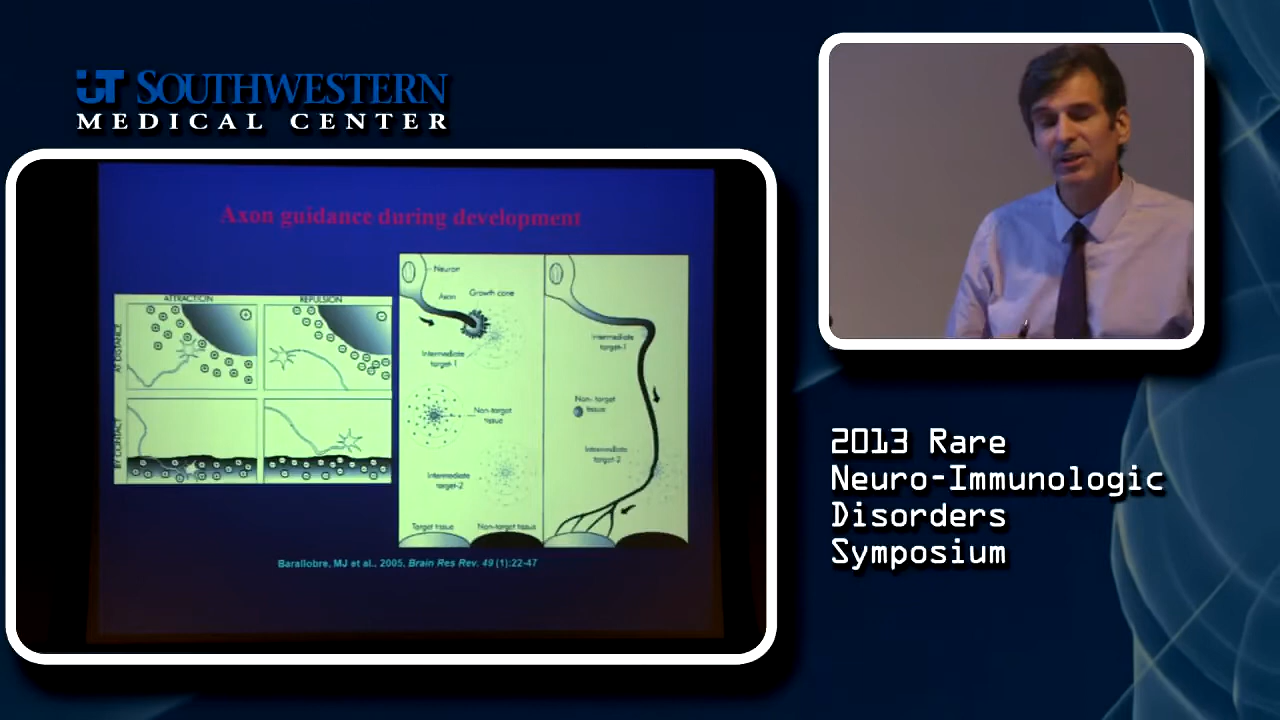 UT SOUTHWESTERN
MEDICAL CENTER
Axon guidance during development
ATTRACTION
REPULSION
AT DISTANCE
BY CONTACT
Neuron
Axon
Growth cone
Intermediate
target-1
Non-target
tissue
Intermediate
target-2
Target tissue
Non-target tissue
Intermediate
target-1
Non-target
tissue
Intermediate
target-2
Barallobre, MJ et al., 2005, Brain Res Rev. 49 (1):22-47
2013 Rare
Neuro-Immunologic
Disorders
Symposium